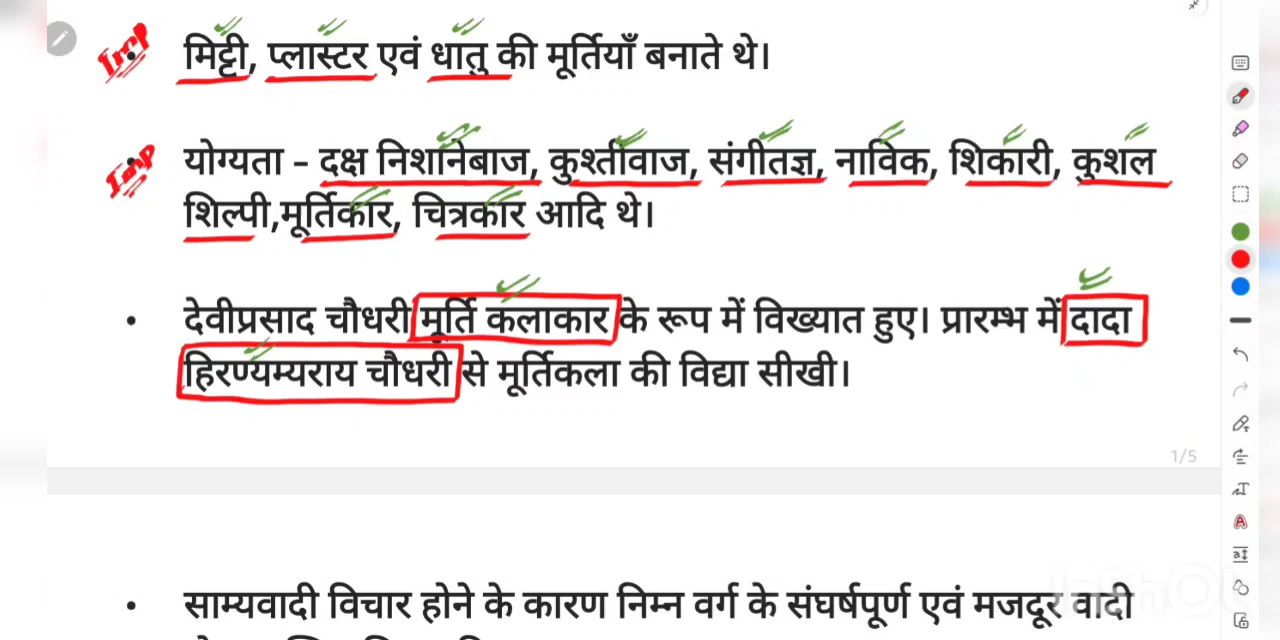 Imp मिट्टी, प्लास्टर एवं धातु की मूर्तियाँ बनाते थे।
Imp योग्यता – दक्ष निशानेबाज, कुश्तीवाज, संगीतज्ञ, नाविक, शिकारी, कुशल
शिल्पी,मूर्तिकार, चित्रकार आदि थे।
• देवीप्रसाद चौधरी मूर्ति कलाकार के रूप में विख्यात हुए। प्रारम्भ में दादा
हिरण्यम्यराय चौधरी से मूर्तिकला की विद्या सीखी।
1/5
• साम्यवादी विचार होने के कारण निम्न वर्ग के संघर्षपूर्ण एवं मजदूर वादी